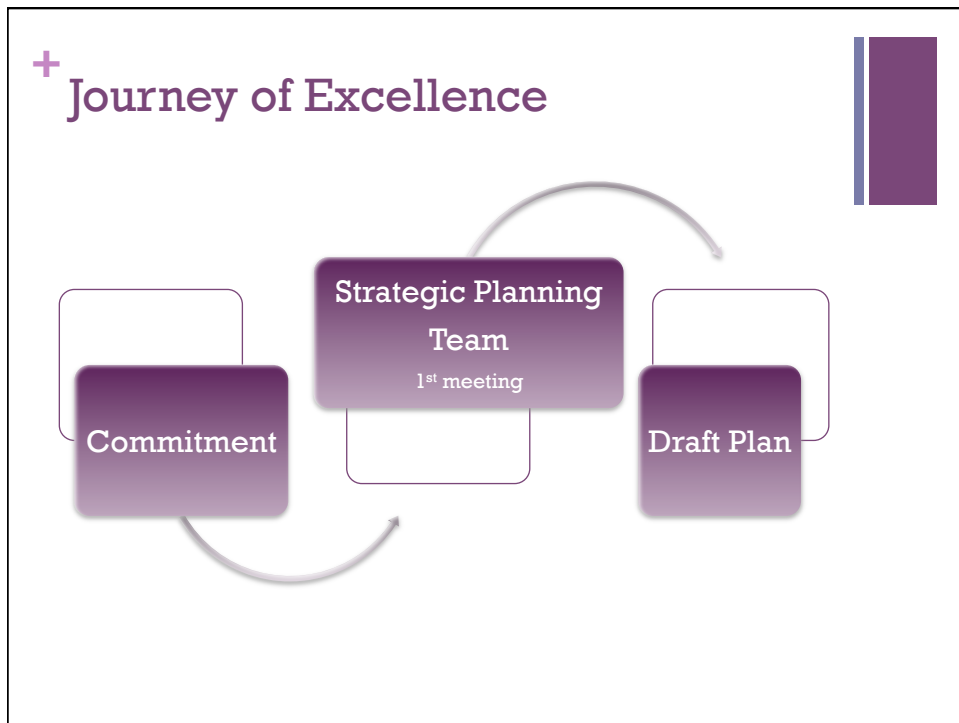 +
Journey of Excellence
Commitment
Strategic Planning
Team
1st meeting
Draft Plan